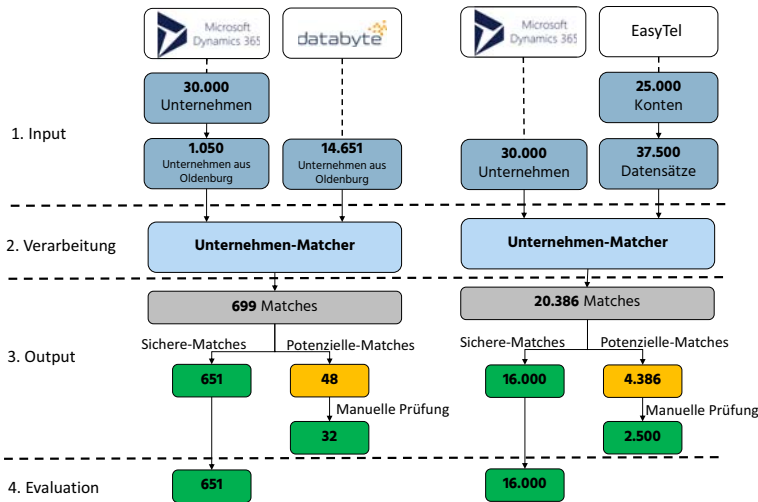 Microsoft
Dynamics 365
databyte
Microsoft
Dynamics 365
EasyTel
1. Input
30.000
Unternehmen
25.000
Konten
1.050
Unternehmen aus
Oldenburg
14.651
Unternehmen aus
Oldenburg
30.000
Unternehmen
37.500
Datensätze
2. Verarbeitung
Unternehmen-Matcher
Unternehmen-Matcher
699 Matches
20.386 Matches
3. Output
Sichere-Matches
Potenzielle-Matches
Sichere-Matches
Potenzielle-Matches
651
48
16.000
4.386
Manuelle Prüfung
Manuelle Prüfung
32
2.500
4. Evaluation
651
16.000